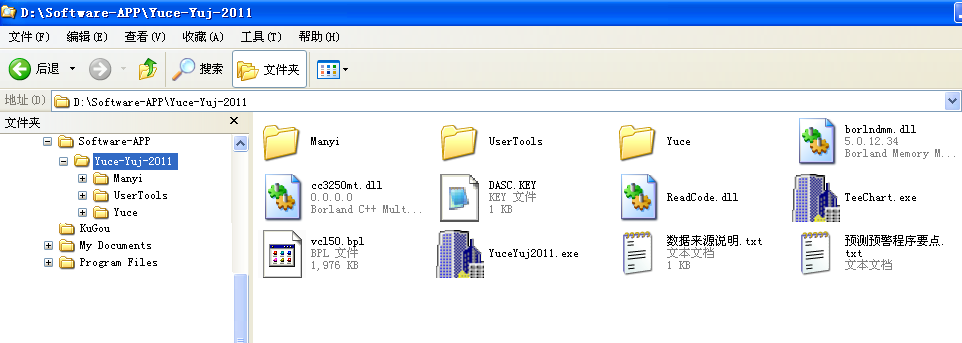 D:\Software-APP\Yuce-Yuj-2011
文件(F) 编辑(E) 查看(V) 收藏(A) 工具(T) 帮助(H)
后退 搜索 文件夹
地址(D) D:\Software-APP\Yuce-Yuj-2011
文件夹
Software-APP
Yuce-Yuj-2011
Manyi
UserTools
Yuce
KuGou
My Documents
Program Files
Manyi
UserTools
Yuce
borlndmm.dll
5.0.12.34
Borland Memory M...
cc3250mt.dll
0.0.0.0
Borland C++ Mult...
DASC.KEY
KEY 文件
1 KB
ReadCode.dll
TeeChart.exe
vcl50.bpl
BPL 文件
1,976 KB
YuceYuj2011.exe
数据来源说明.txt
文本文档
1 KB
预测预警程序要点.
txt
文本文档